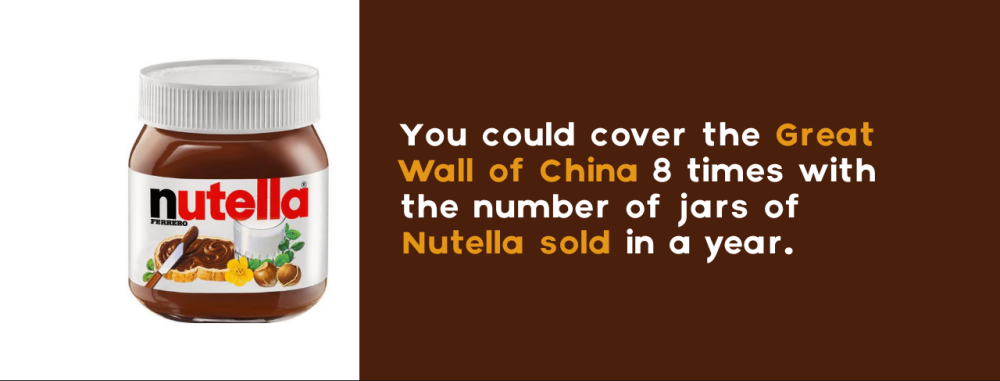 nutella
FERRERO
You could cover the Great
Wall of China 8 times with
the number of jars of
Nutella sold in a year.